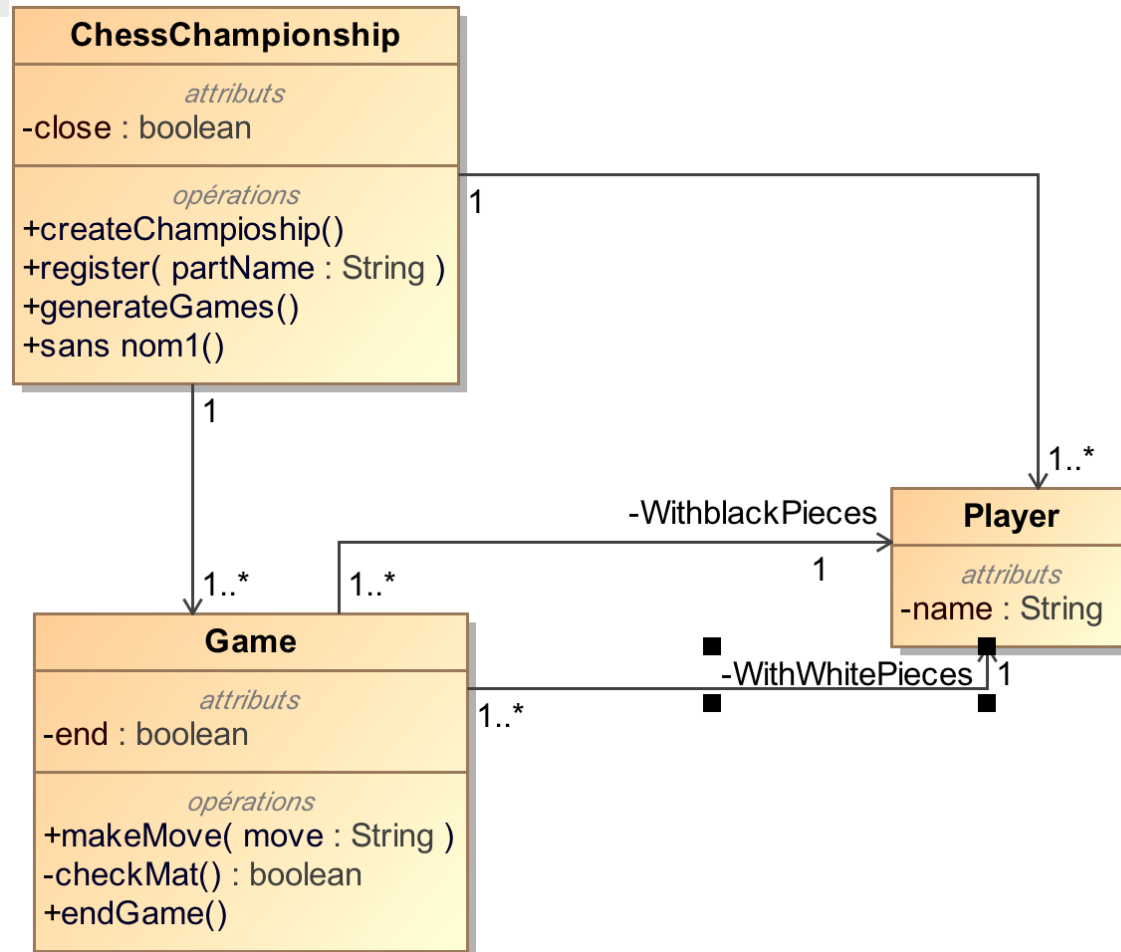 ChessChampionship
attributs
-close : boolean
opérations
+createChampioship()
+register( partName : String )
+generateGames()
+sans nom1()
1
1
1..*
-WithblackPieces
1
1..*
1..*
Player
attributs
-name : String
-WithWhitePieces
1
1..*
Game
attributs
-end : boolean
opérations
+makeMove( move : String )
-checkMat() : boolean
+endGame()